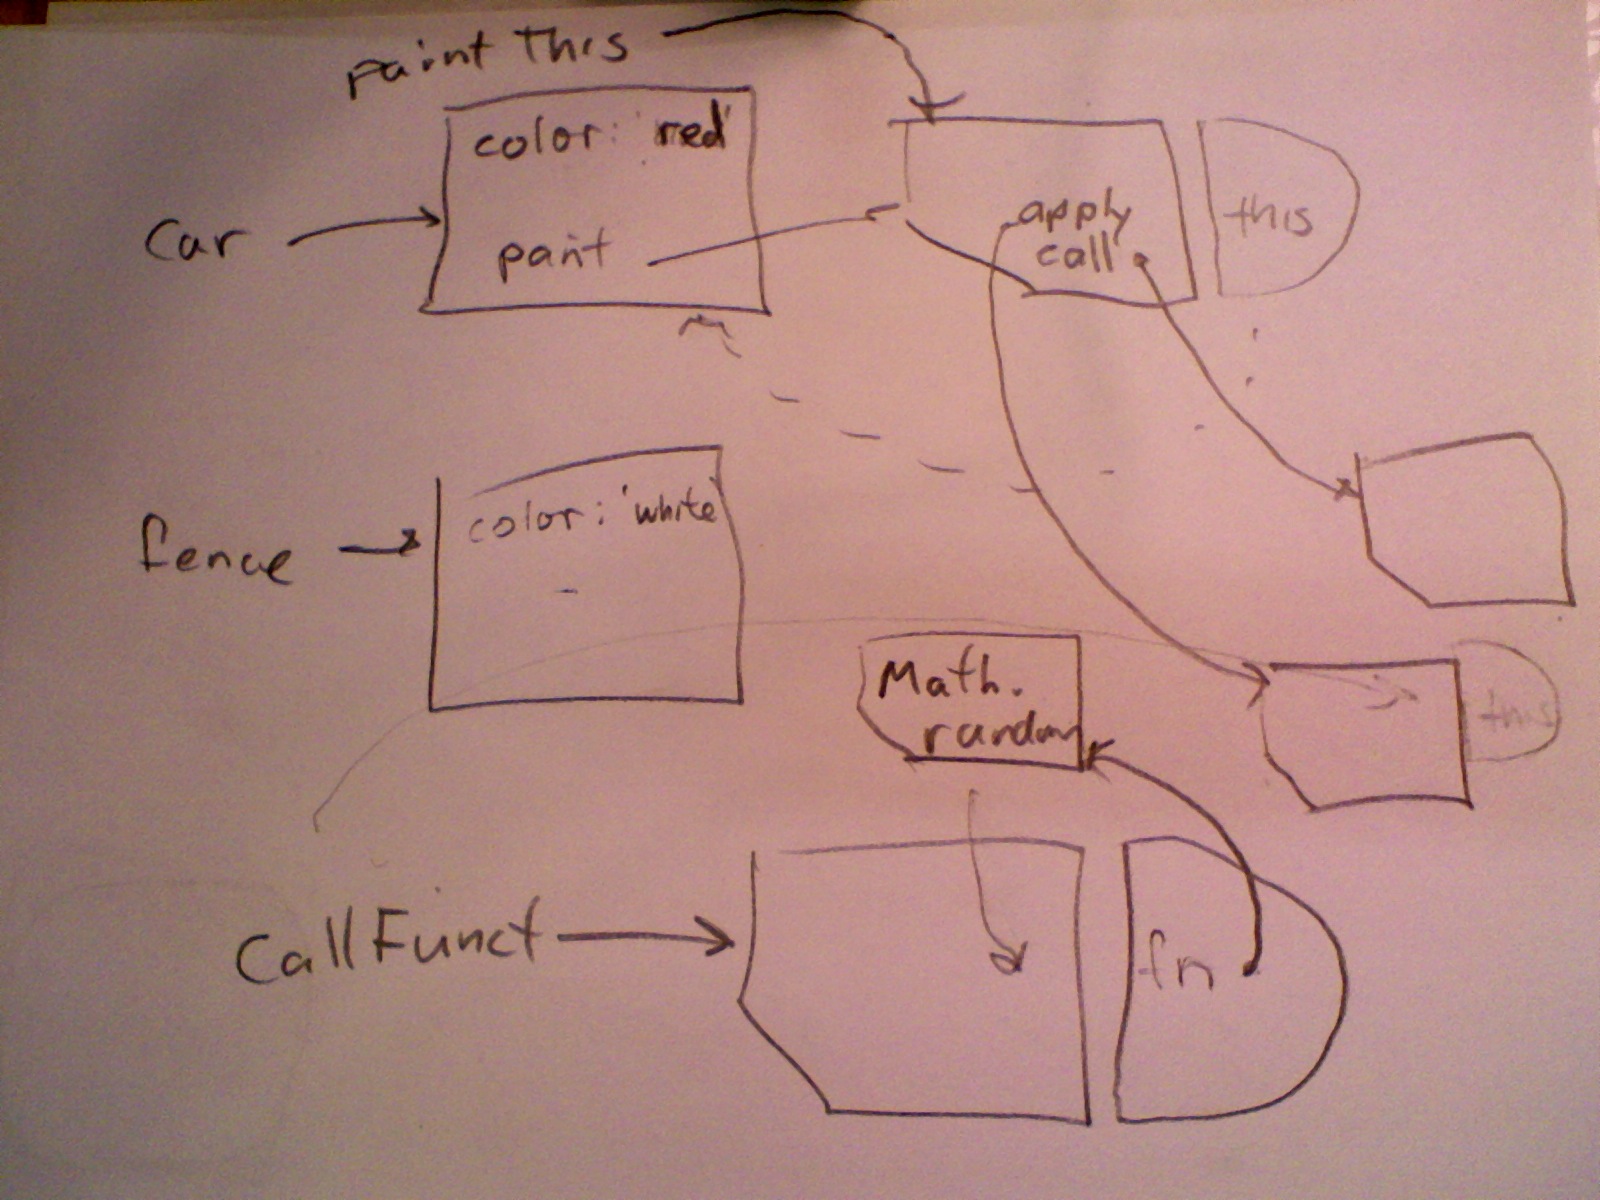 paint This
color: 'red'
Car
paint
apply
call
this
fence
color: 'white'
Math.
random
this
CallFunct
fn